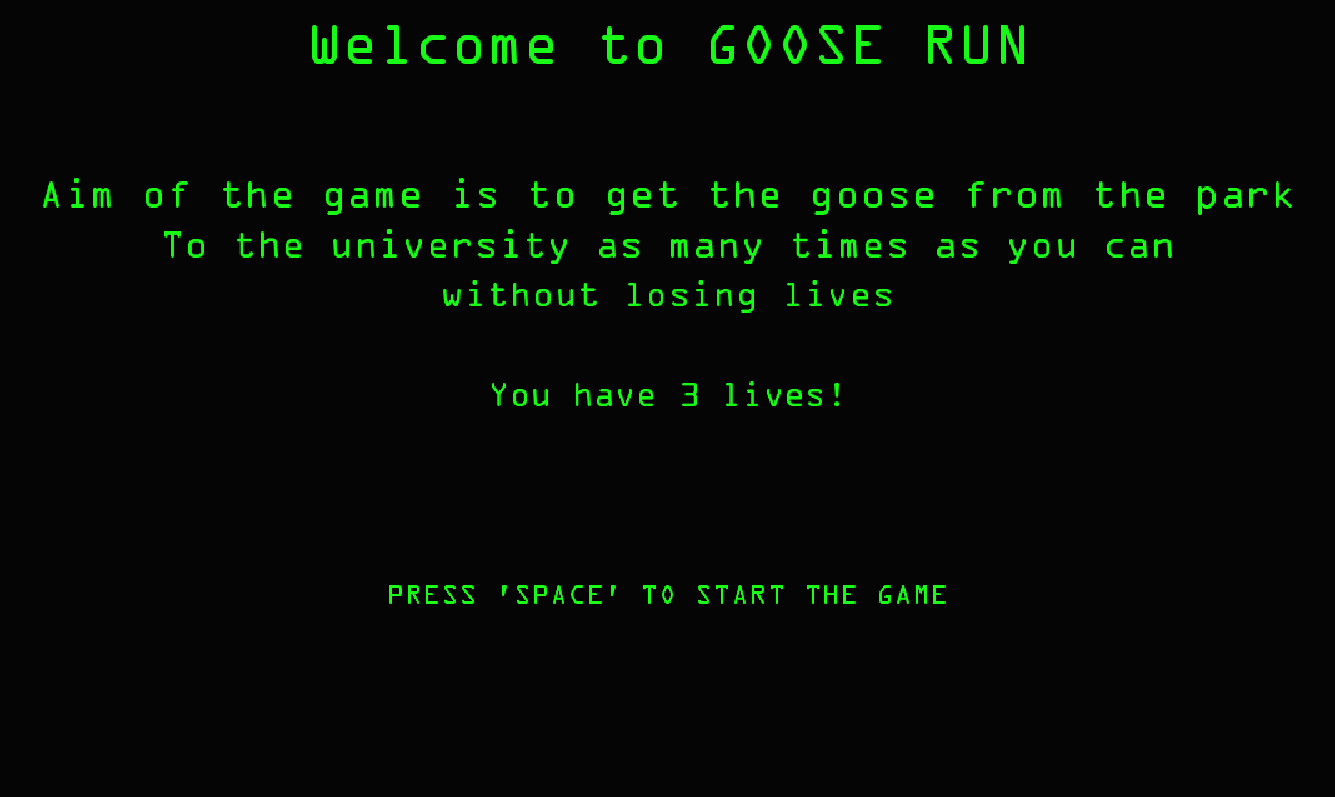 Welcome to GOOSE RUN
Aim of the game is to get the goose from the park
To the university as many times as you can
without losing lives
You have 3 lives!
PRESS 'SPACE' TO START THE GAME